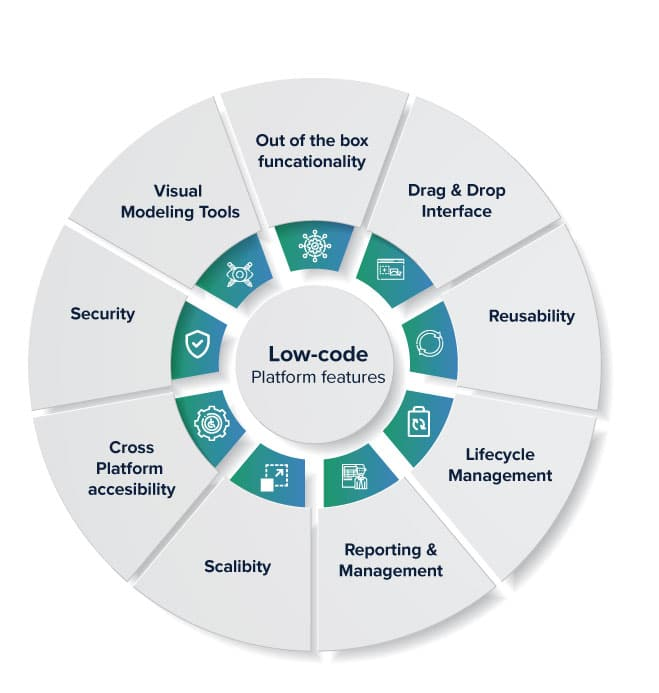 Out of the box
funcationality
Drag & Drop
Interface
Reusability
Lifecycle
Management
Reporting &
Management
Scalibity
Cross
Platform
accesibility
Security
Visual
Modeling Tools
Low-code
Platform features